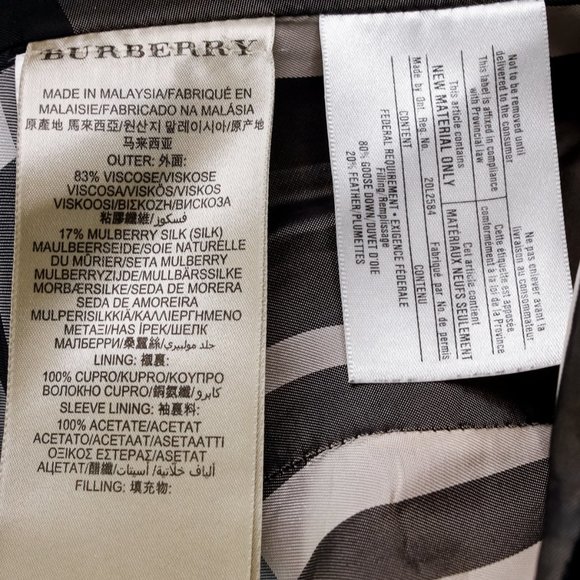 BURBERRY
MADE IN MALAYSIA/FABRIQUÉ EN
MALAISIE/FABRICADO NA MALÁSIA
原產地 馬來西亞/원산지 말레이시아/原产地
马来西亚
OUTER: 外面:
83% VISCOSE/VISKOSE
VISCOSA/VISKÓS/VISKOS
VISKOOSI/ΒΙΣΚΟΖΗ/ВИСКОЗА
粘膠纖維/فسكوز
17% MULBERRY SILK (SILK)
MAULBEERSEIDE/SOIE NATURELLE
DU MÛRIER/SETA MULBERRY
MULBERRYZIJDE/MULLBÄRSSILKE
MORBÆRSILKE/SEDA DE MORERA
SEDA DE AMOREIRA
MULPERISILKKIÄ/ΚΑΛΛΙΕΡΓΗΜΕΝΟ
ΜΕΤΑΞΙ/HAS İPEK/ШЕЛК
МАЛБЕРРИ/桑蠶絲/جلد مولبيري
LINING: 襯裏:
100% CUPRO/KUPRO/ΚΟΥΠΡΟ
ВОЛОКНО CUPRO/銅氨纖/كابرو
SLEEVE LINING: 袖裏料:
100% ACETATE/ACETAT
ACETATO/ACETAAT/ASETAATTI
ΟΞΙΚΟΣ ΕΣΤΕΡΑΣ/ASETAT
АЦЕТАТ/醋纖/ألياف خلانية/أسيتات
FILLING: 填充物:
Not to be removed until
delivered to the consumer
This label is affixed in compliance
with Provincial law
This article contains
NEW MATERIAL ONLY
Made by Ont. Reg. No. 20L2584
CONTENT
FEDERAL REQUIREMENT • EXIGENCE FÉDÉRALE
Filling/Remplissage
80% GOOSE DOWN, DUVET D'OIE
20% FEATHER, PLUMETTES
Ne pas enlever avant la
livraison au consommateur
Cette étiquette est apposée
conformément à la loi de la Province
Cet article contient
MATÉRIAUX NEUFS SEULEMENT
Fabriqué par No. de permis
CONTENU